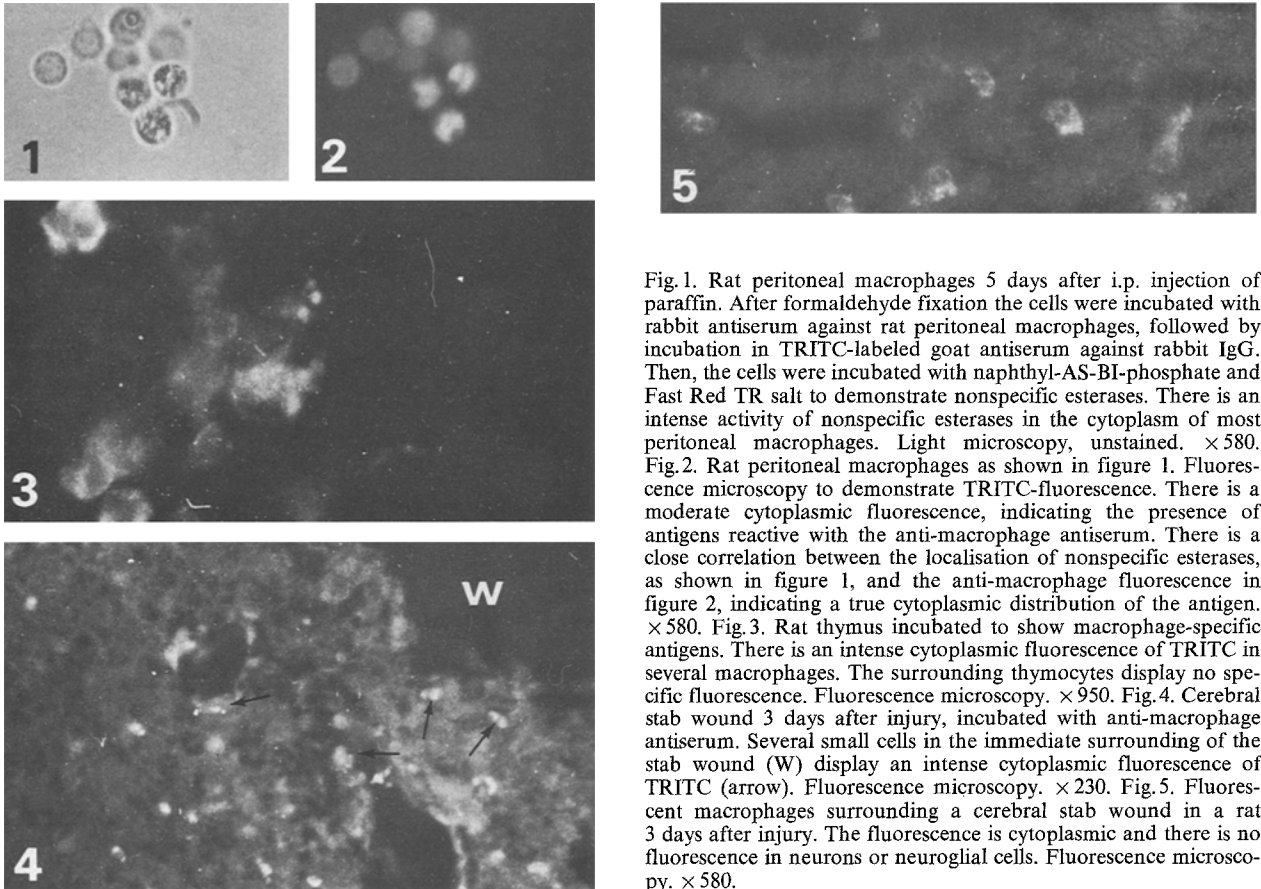 1
2
3
4
W
5
Fig. 1. Rat peritoneal macrophages 5 days after i.p. injection of
paraffin. After formaldehyde fixation the cells were incubated with
rabbit antiserum against rat peritoneal macrophages, followed by
incubation in TRITC-labeled goat antiserum against rabbit IgG.
Then, the cells were incubated with naphthyl-AS-BI-phosphate and
Fast Red TR salt to demonstrate nonspecific esterases. There is an
intense activity of nonspecific esterases in the cytoplasm of most
peritoneal macrophages. Light microscopy, unstained. × 580.
Fig. 2. Rat peritoneal macrophages as shown in figure 1. Fluores-
cence microscopy to demonstrate TRITC-fluorescence. There is a
moderate cytoplasmic fluorescence, indicating the presence of
antigens reactive with the anti-macrophage antiserum. There is a
close correlation between the localisation of nonspecific esterases,
as shown in figure 1, and the anti-macrophage fluorescence in
figure 2, indicating a true cytoplasmic distribution of the antigen.
× 580. Fig. 3. Rat thymus incubated to show macrophage-specific
antigens. There is an intense cytoplasmic fluorescence of TRITC in
several macrophages. The surrounding thymocytes display no spe-
cific fluorescence. Fluorescence microscopy. × 950. Fig. 4. Cerebral
stab wound 3 days after injury, incubated with anti-macrophage
antiserum. Several small cells in the immediate surrounding of the
stab wound (W) display an intense cytoplasmic fluorescence of
TRITC (arrow). Fluorescence microscopy. × 230. Fig. 5. Fluores-
cent macrophages surrounding a cerebral stab wound in a rat
3 days after injury. The fluorescence is cytoplasmic and there is no
fluorescence in neurons or neuroglial cells. Fluorescence microsco-
py. × 580.